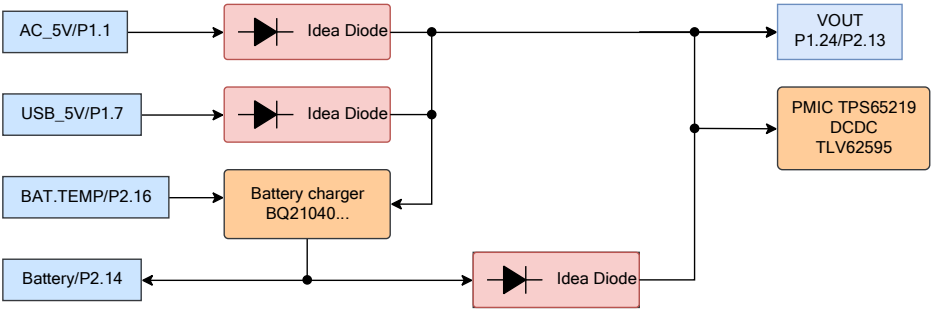 AC_5V/P1.1
Idea Diode
VOUT
P1.24/P2.13
USB_5V/P1.7
Idea Diode
PMIC TPS65219
DCDC
TLV62595
BAT.TEMP/P2.16
Battery charger
BQ21040...
Battery/P2.14
Idea Diode